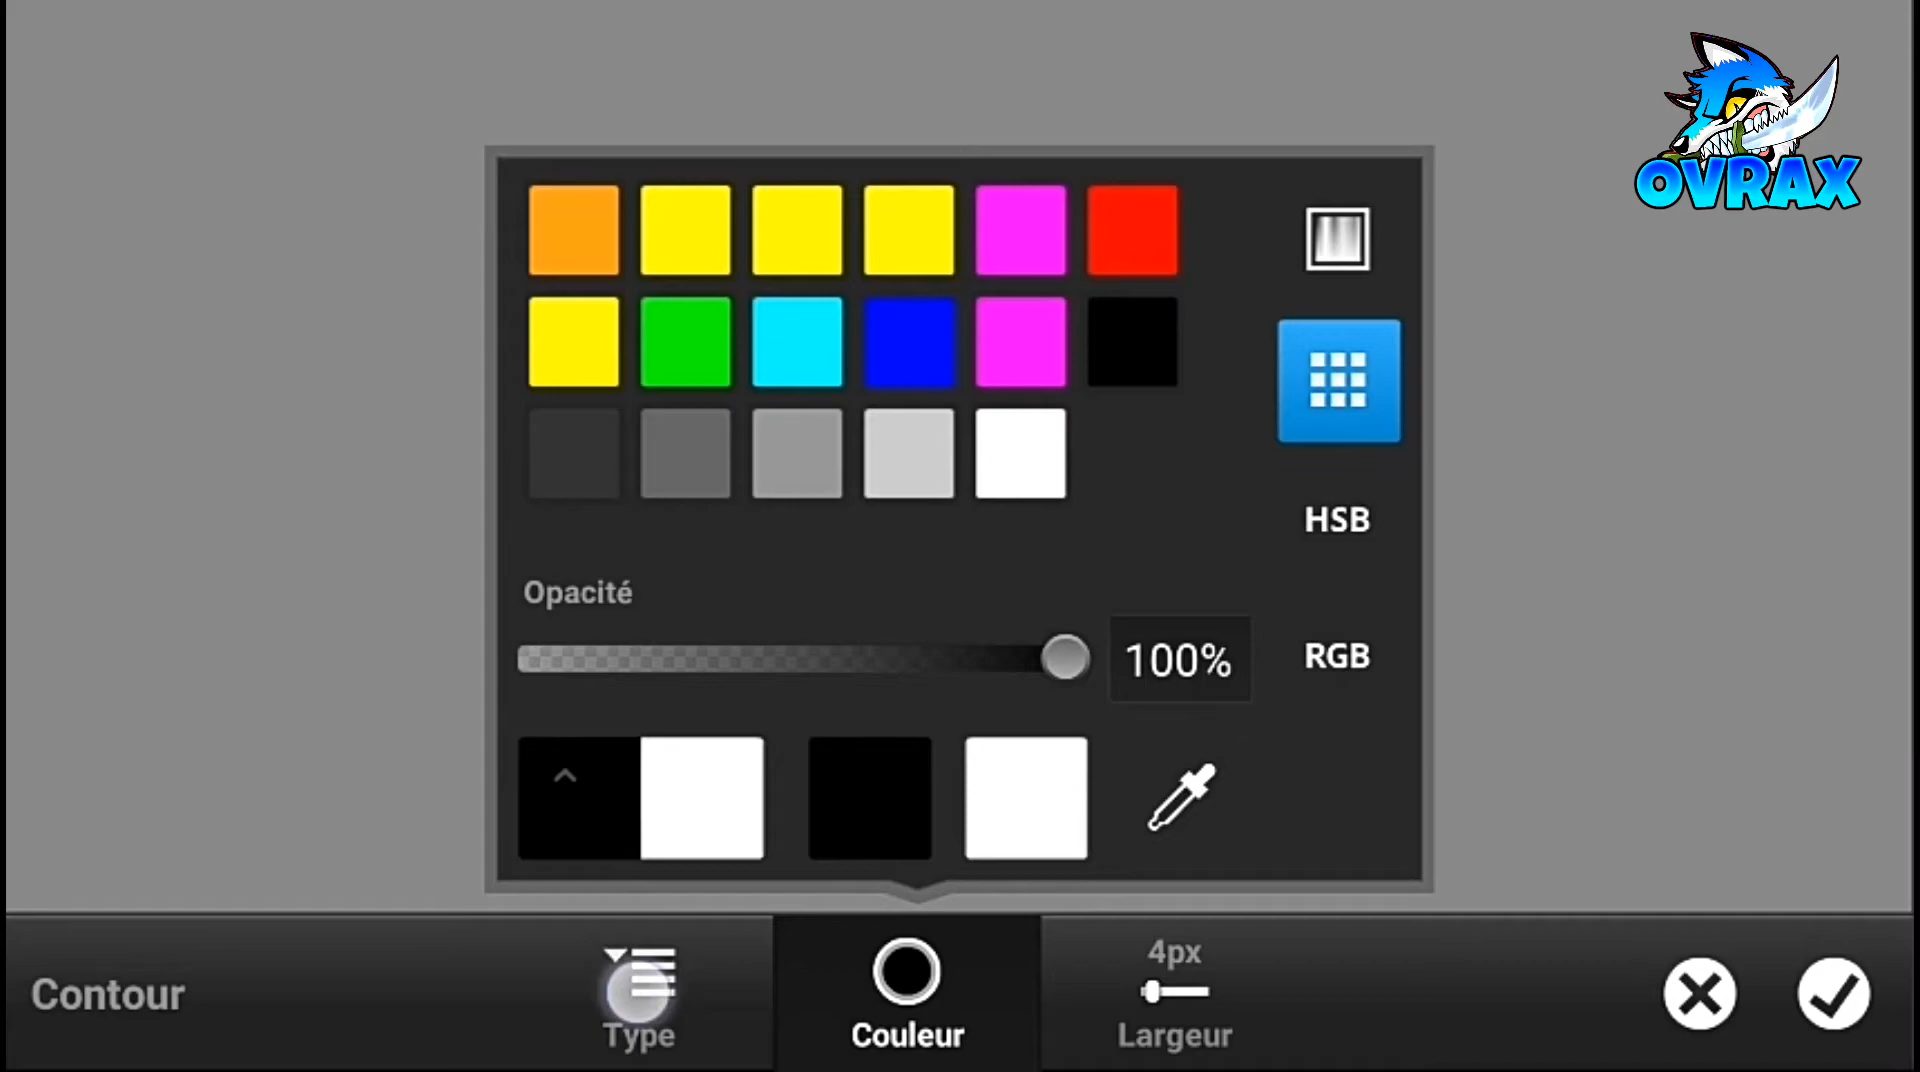 OVRAX
HSB
Opacité
100%
RGB
Contour
Type
Couleur
4px
Largeur